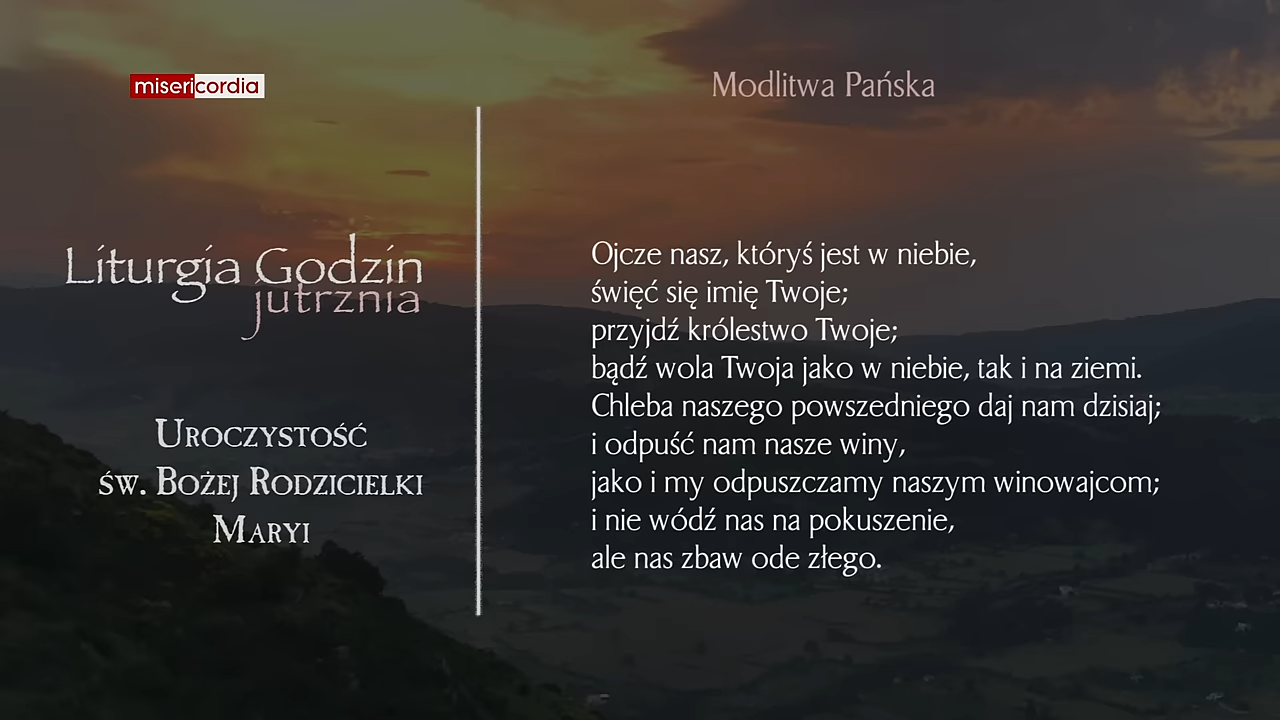 misericordia
Liturgia Godzin
jutrznia
Uroczystość
św. Bożej Rodzicielki
Maryi
Modlitwa Pańska
Ojcze nasz, któryś jest w niebie,
święć się imię Twoje;
przyjdź królestwo Twoje;
bądź wola Twoja jako w niebie, tak i na ziemi.
Chleba naszego powszedniego daj nam dzisiaj;
i odpuść nam nasze winy,
jako i my odpuszczamy naszym winowajcom;
i nie wódź nas na pokuszenie,
ale nas zbaw ode złego.